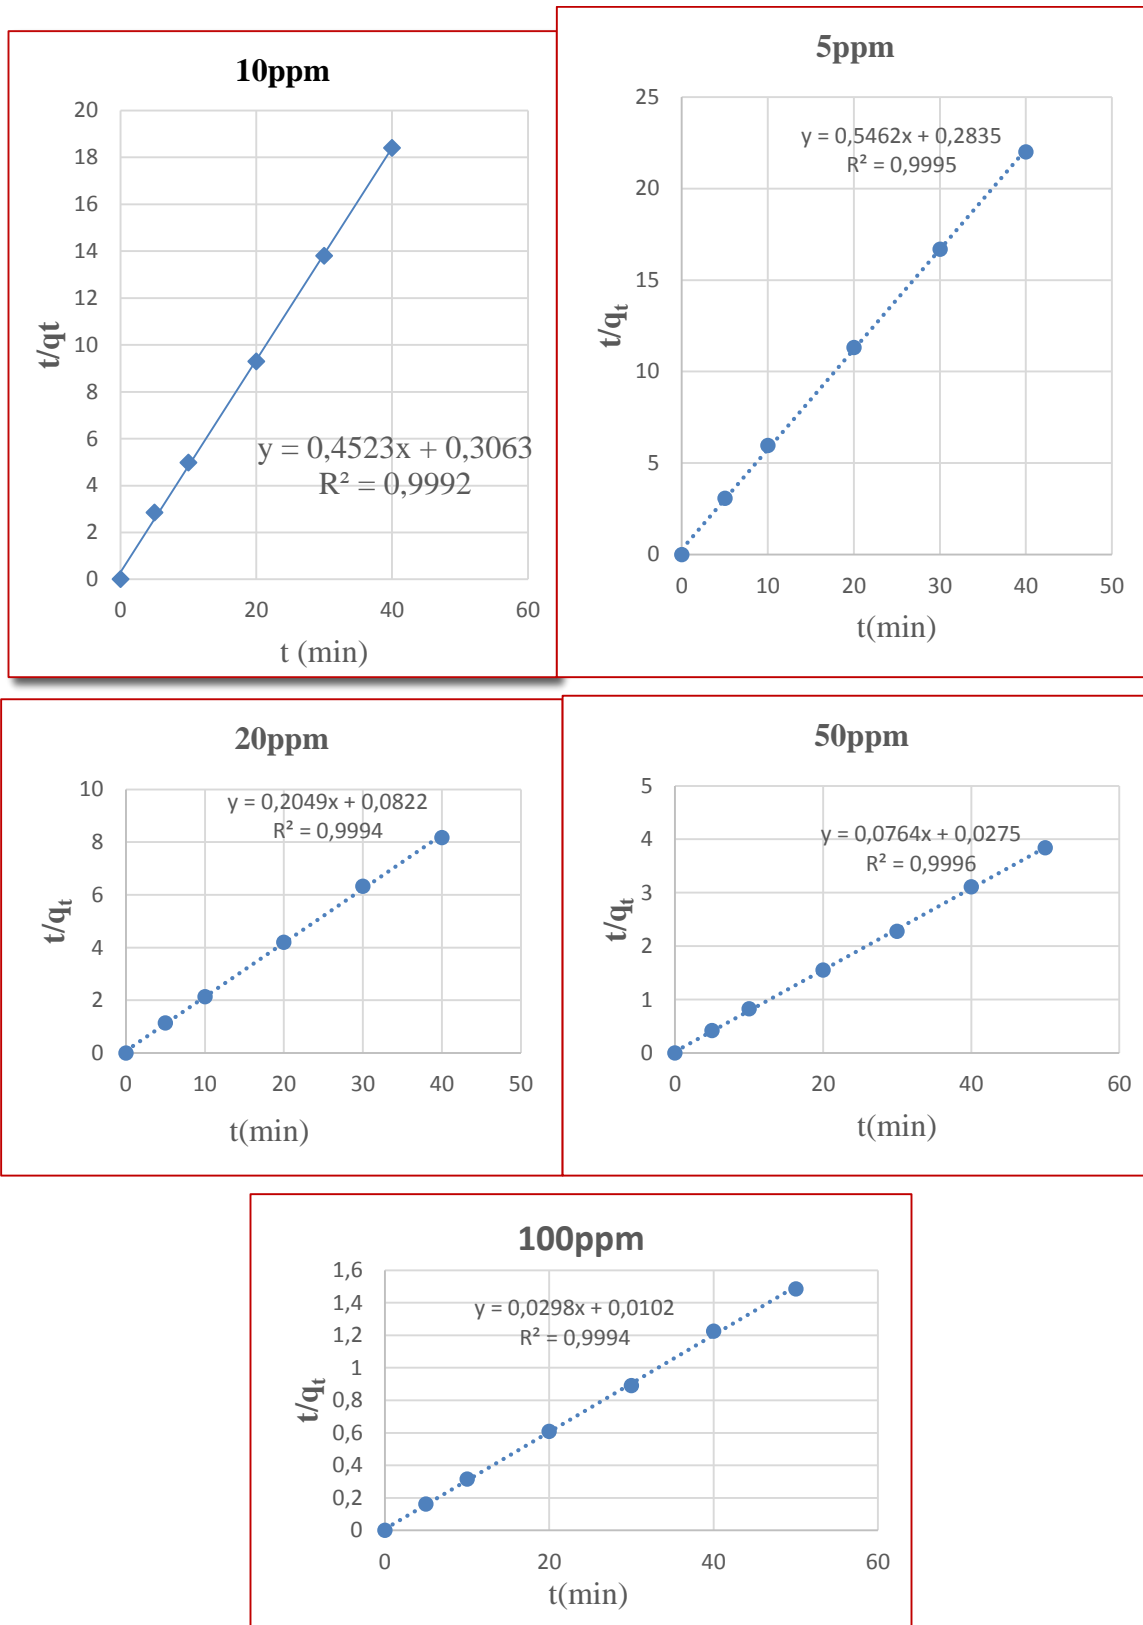 10ppm
20
18
16
14
12
10
8
6
4
2
0
t/qt
y = 0,4523x + 0,3063
R² = 0,9992
0 20 40 60
t (min)
5ppm
25
20
15
10
5
0
t/qt
y = 0,5462x + 0,2835
R² = 0,9995
0 10 20 30 40 50
t(min)
20ppm
10
8
6
4
2
0
t/qt
y = 0,2049x + 0,0822
R² = 0,9994
0 10 20 30 40 50
t(min)
50ppm
5
4
3
2
1
0
t/qt
y = 0,0764x + 0,0275
R² = 0,9996
0 20 40 60
t(min)
100ppm
1,6
1,4
1,2
1
0,8
0,6
0,4
0,2
0
t/qt
y = 0,0298x + 0,0102
R² = 0,9994
0 20 40 60
t(min)